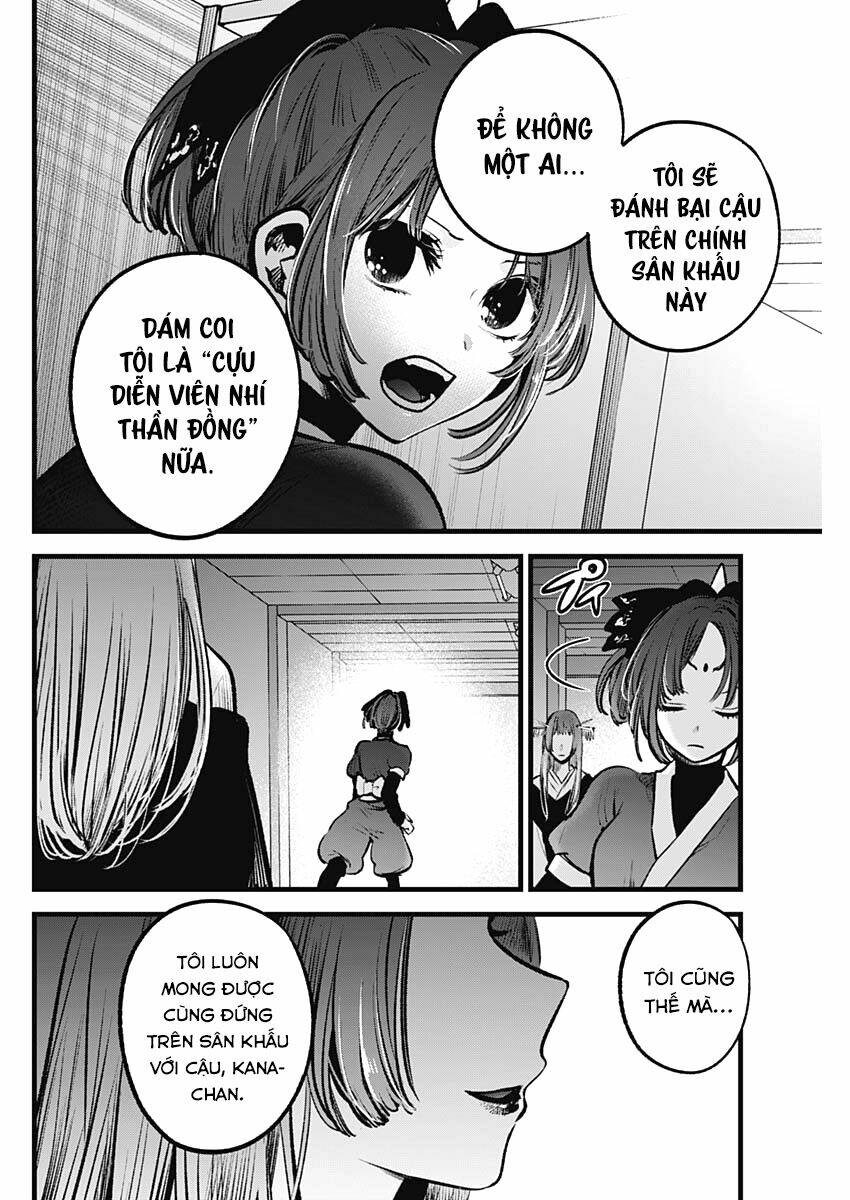 TÔI SẼ
ĐÁNH BẠI CẬU
TRÊN CHÍNH
SÂN KHẤU
NÀY
ĐỂ KHÔNG
MỘT AI...
DÁM COI
TÔI LÀ “CỰU
DIỄN VIÊN NHÍ
THẦN ĐỒNG”
NỮA.
プイ
TÔI CŨNG
THẾ MÀ...
TÔI LUÔN
MONG ĐƯỢC
CÙNG ĐỨNG
TRÊN SÂN KHẤU
VỚI CẬU, KANA-
CHAN.